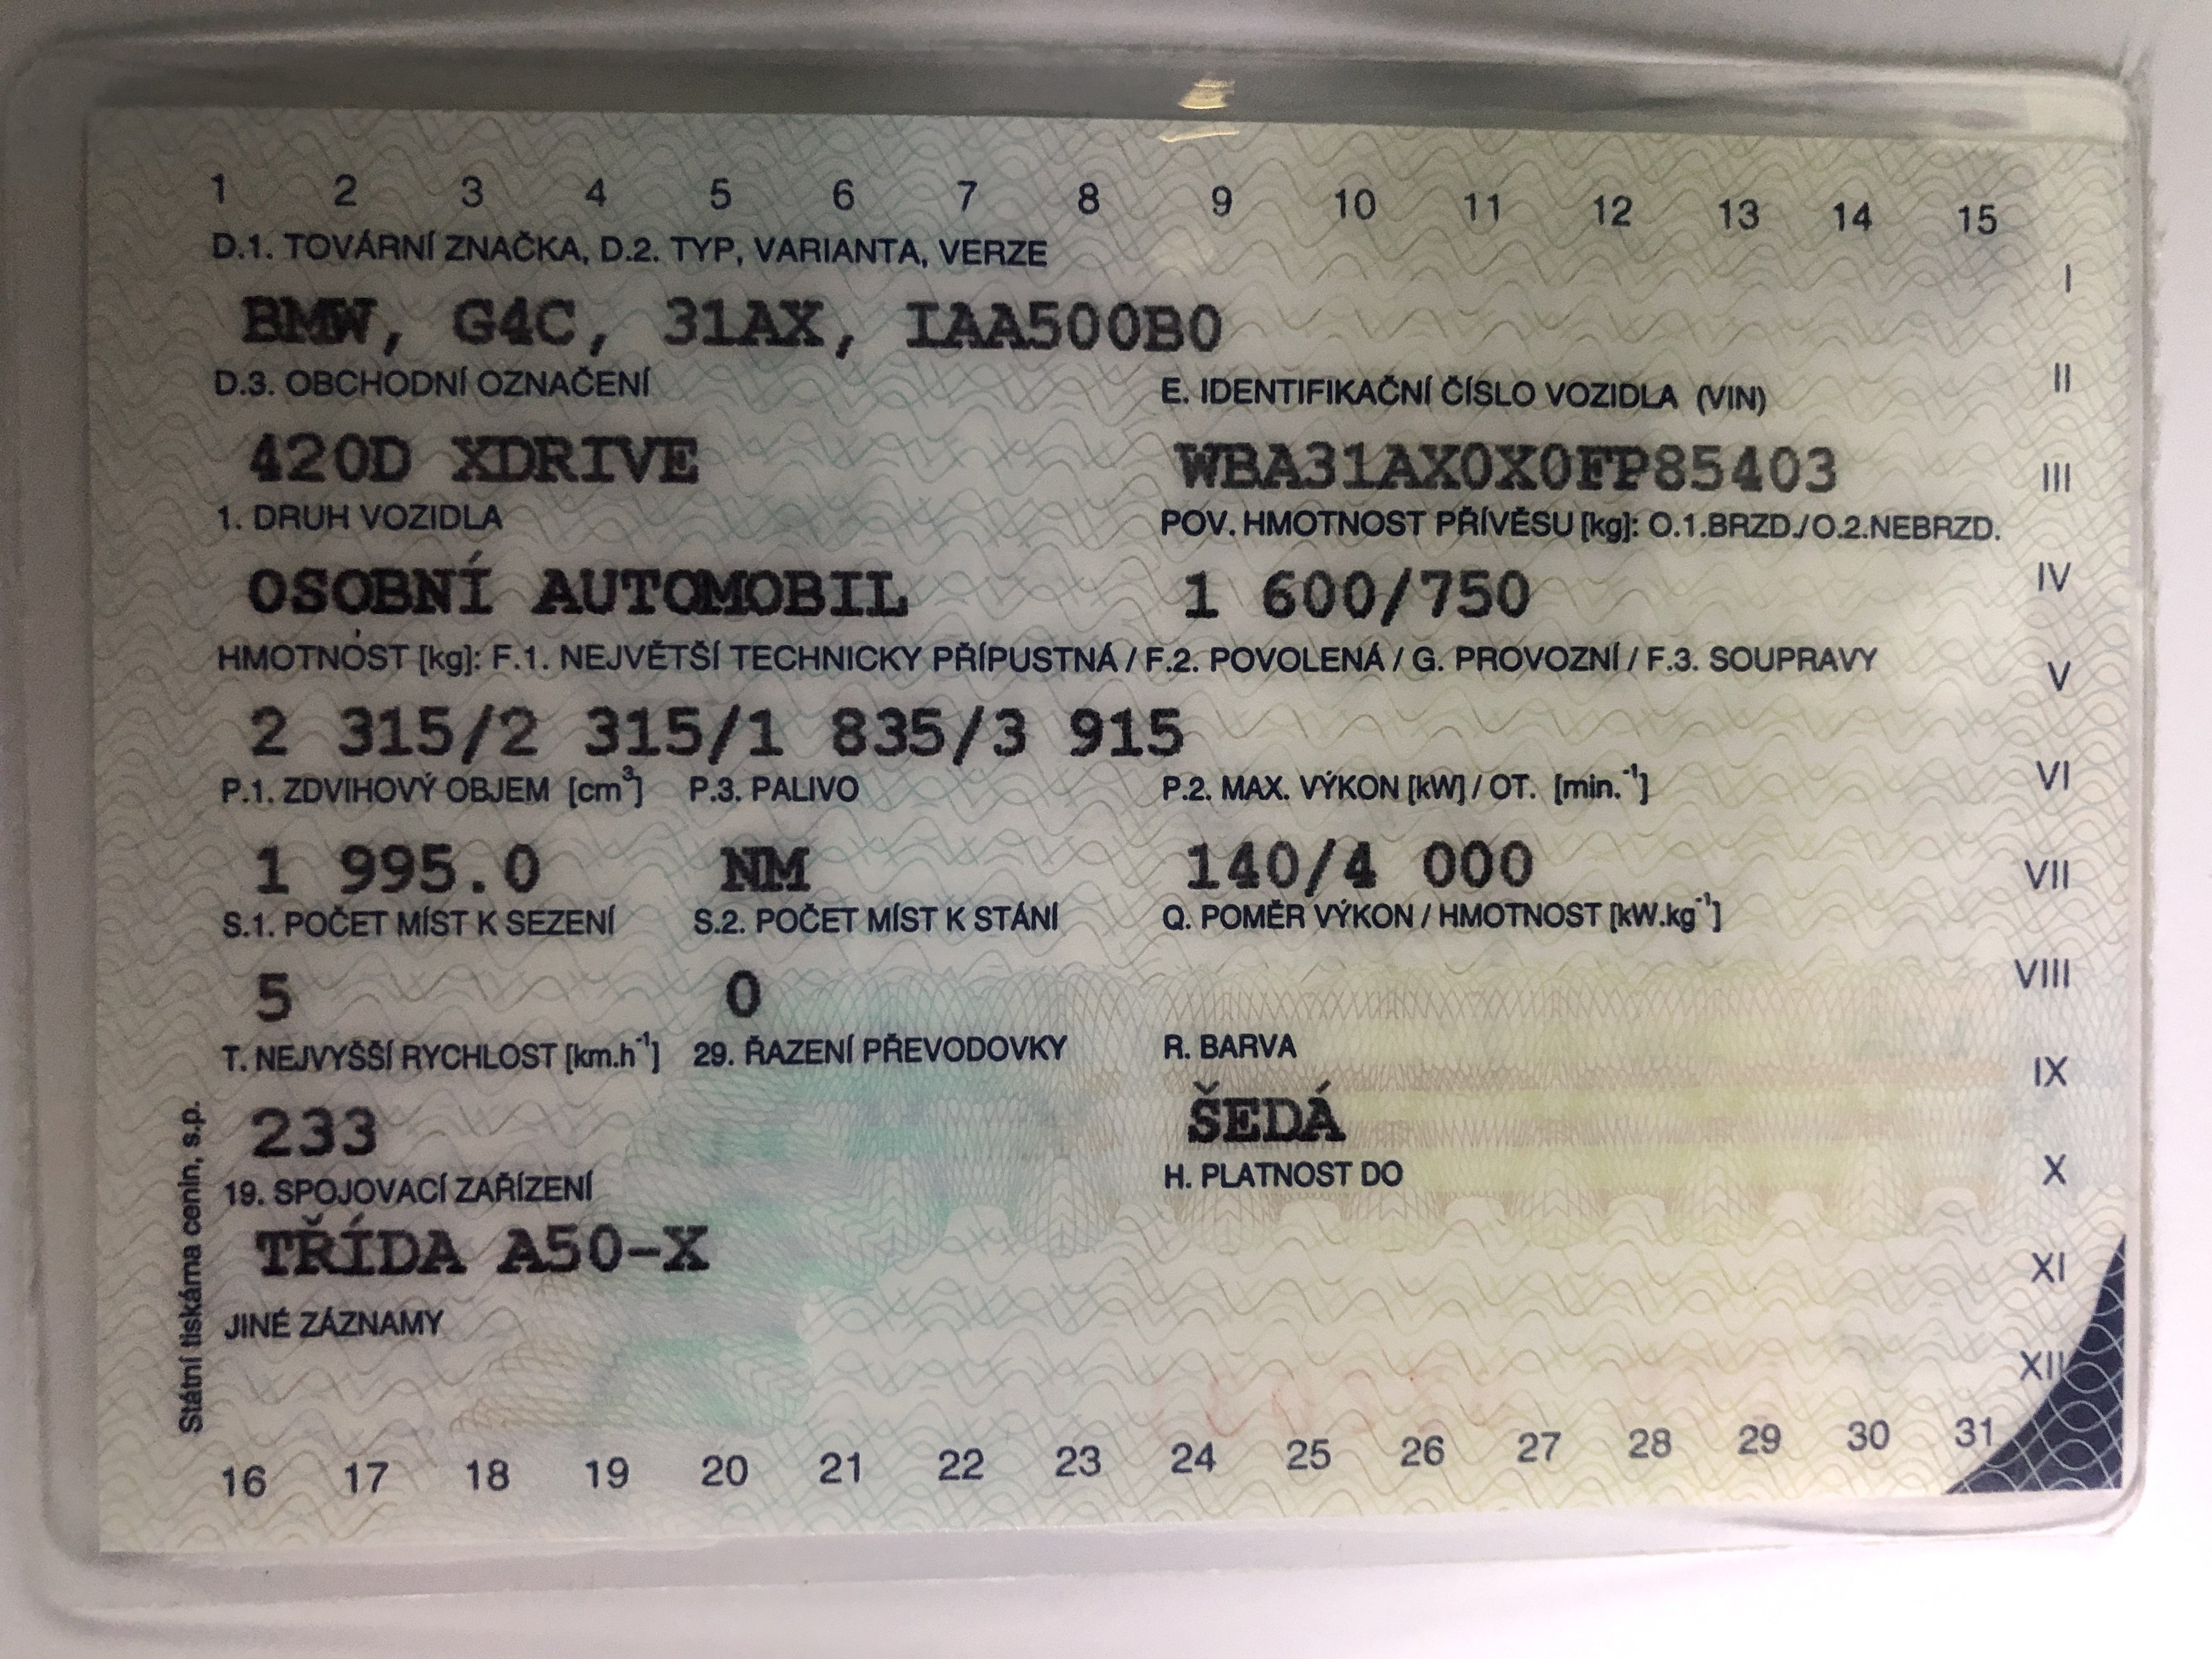 1 2 3 4 5 6 7 8 9 10 11 12 13 14 15
D.1. TOVÁRNÍ ZNAČKA, D.2. TYP, VARIANTA, VERZE
I
BMW, G4C, 31AX, IAA500B0
D.3. OBCHODNÍ OZNAČENÍ E. IDENTIFIKAČNÍ ČÍSLO VOZIDLA (VIN)
II
420D XDRIVE WBA31AX0X0FP85403
III
1. DRUH VOZIDLA POV. HMOTNOST PŘÍVĚSU [kg]: O.1.BRZD./O.2.NEBRZD.
OSOBNÍ AUTOMOBIL 1 600/750
IV
HMOTNOST [kg]: F.1. NEJVĚTŠÍ TECHNICKY PŘÍPUSTNÁ / F.2. POVOLENÁ / G. PROVOZNÍ / F.3. SOUPRAVY
V
2 315/2 315/1 835/3 915
P.1. ZDVIHOVÝ OBJEM [cm³] P.3. PALIVO P.2. MAX. VÝKON [kW] / OT. [min.⁻¹]
VI
1 995.0 NM 140/4 000
VII
S.1. POČET MÍST K SEZENÍ S.2. POČET MÍST K STÁNÍ Q. POMĚR VÝKON / HMOTNOST [kW.kg⁻¹]
5 0
VIII
T. NEJVYŠŠÍ RYCHLOST [km.h⁻¹] 29. ŘAZENÍ PŘEVODOVKY R. BARVA
IX
233 ŠEDÁ
19. SPOJOVACÍ ZAŘÍZENÍ H. PLATNOST DO
X
TŘÍDA A50-X
XI
JINÉ ZÁZNAMY
XII
Státní tiskárna cenin, s.p.
16 17 18 19 20 21 22 23 24 25 26 27 28 29 30 31